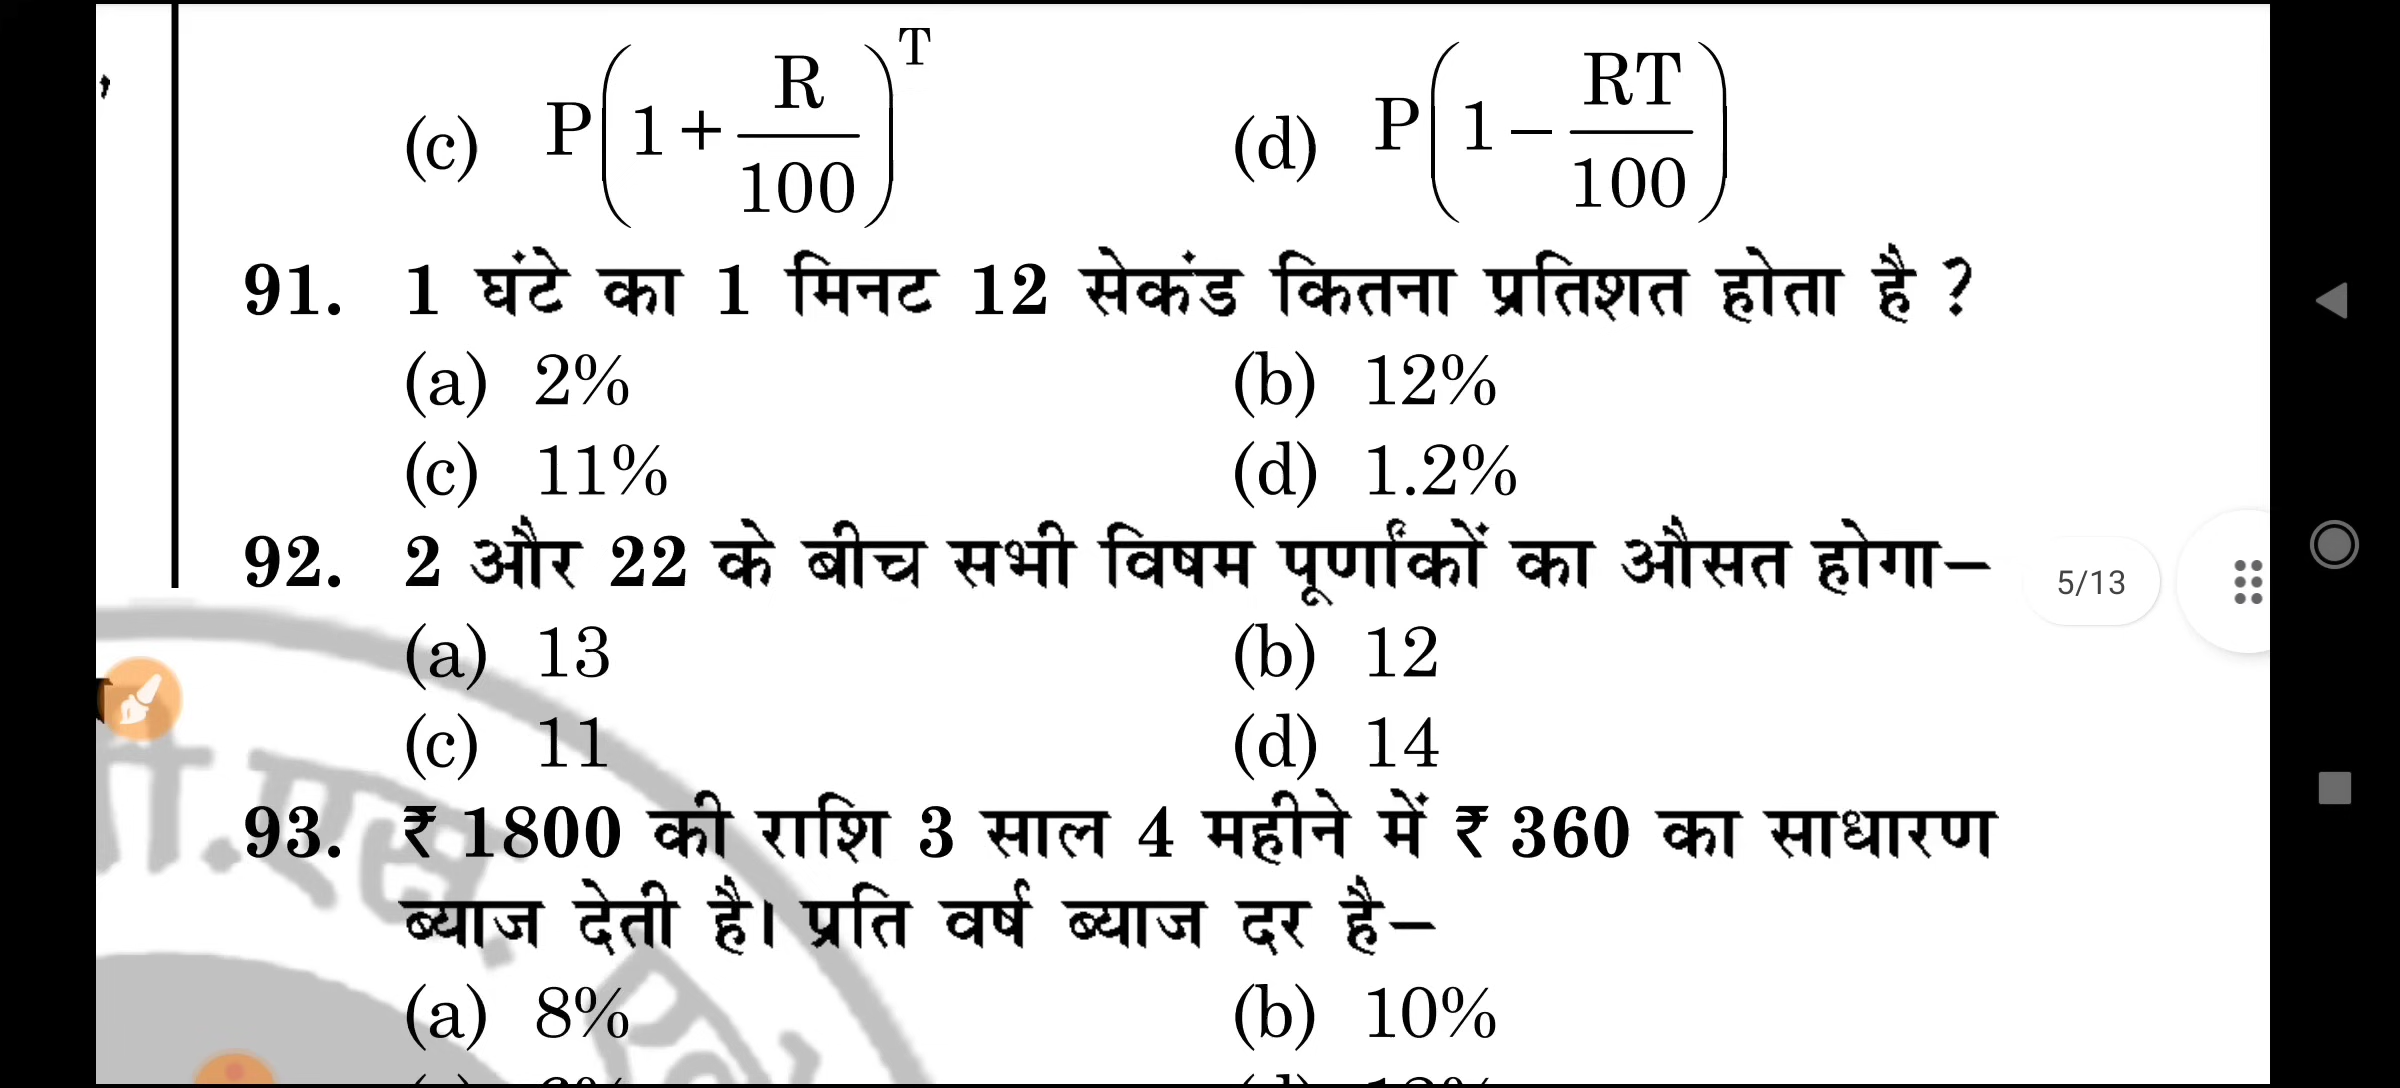 (c) P(1 + R/100)^T (d) P(1 − RT/100)
91. 1 घंटे का 1 मिनट 12 सेकंड कितना प्रतिशत होता है ?
(a) 2% (b) 12%
(c) 11% (d) 1.2%
92. 2 और 22 के बीच सभी विषम पूर्णांकों का औसत होगा–
5/13
(a) 13 (b) 12
(c) 11 (d) 14
93. ₹ 1800 की राशि 3 साल 4 महीने में ₹ 360 का साधारण
ब्याज देती है। प्रति वर्ष ब्याज दर है–
(a) 8% (b) 10%